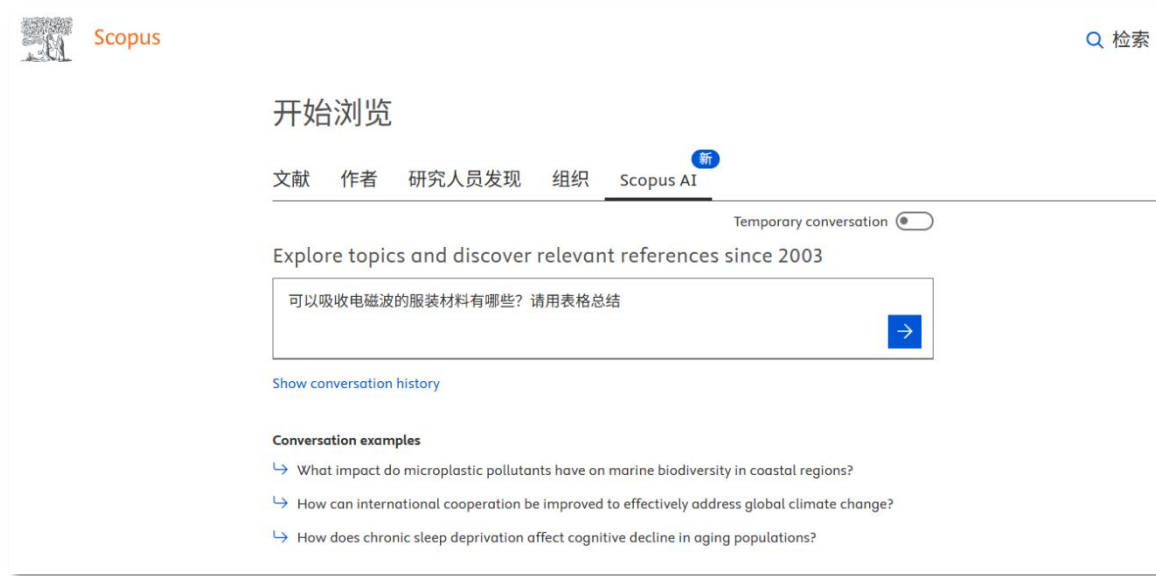 Scopus
检索
开始浏览
新
文献 作者 研究人员发现 组织 Scopus AI
Temporary conversation
Explore topics and discover relevant references since 2003
可以吸收电磁波的服装材料有哪些？请用表格总结
Show conversation history
Conversation examples
What impact do microplastic pollutants have on marine biodiversity in coastal regions?
How can international cooperation be improved to effectively address global climate change?
How does chronic sleep deprivation affect cognitive decline in aging populations?